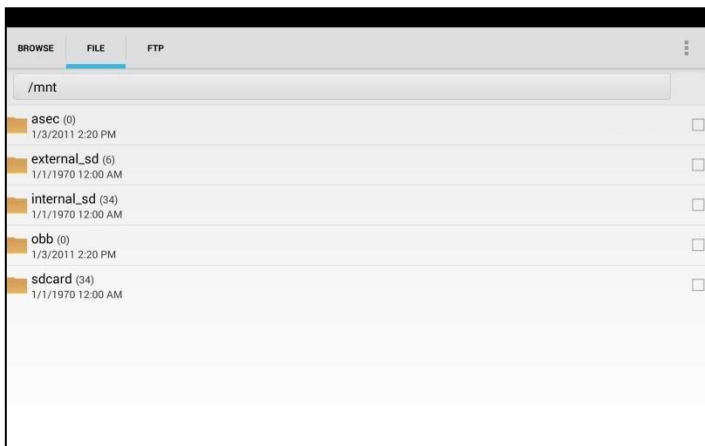 BROWSE FILE FTP
/mnt
asec (0)
1/3/2011 2:20 PM
external_sd (6)
1/1/1970 12:00 AM
internal_sd (34)
1/1/1970 12:00 AM
obb (0)
1/3/2011 2:20 PM
sdcard (34)
1/1/1970 12:00 AM